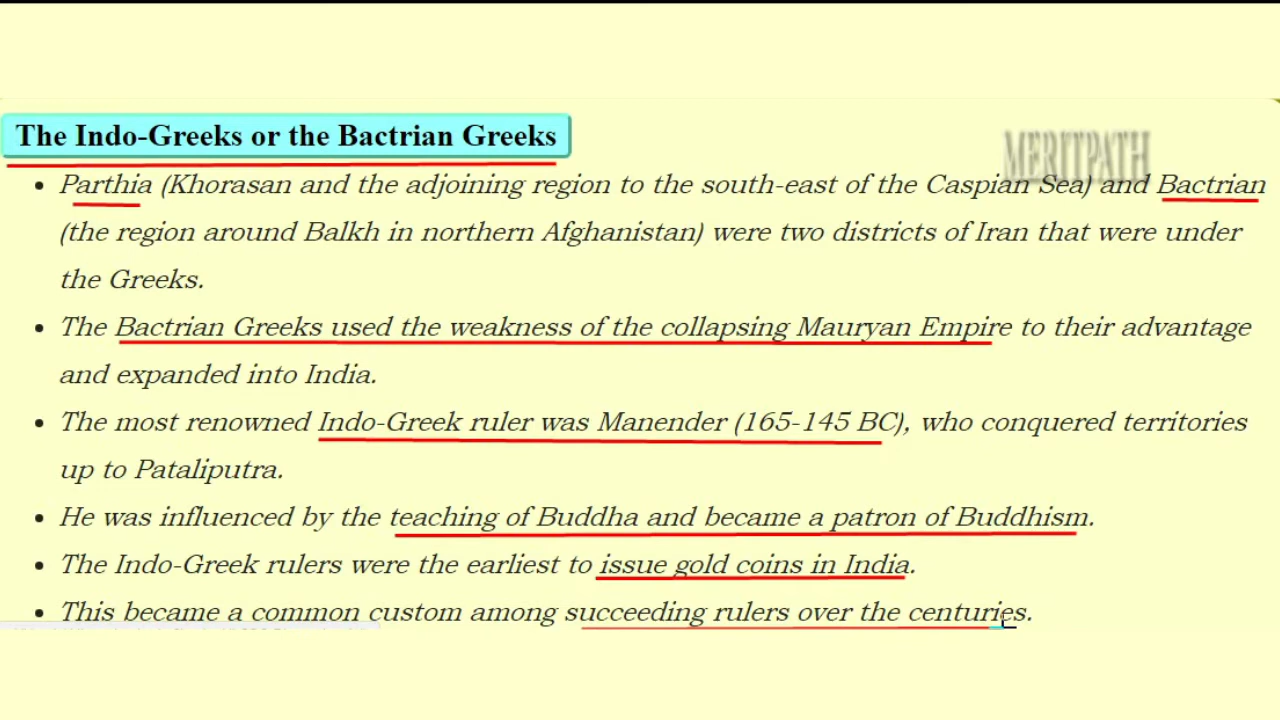 The Indo-Greeks or the Bactrian Greeks
MERITPATH
• Parthia (Khorasan and the adjoining region to the south-east of the Caspian Sea) and Bactrian
(the region around Balkh in northern Afghanistan) were two districts of Iran that were under
the Greeks.
• The Bactrian Greeks used the weakness of the collapsing Mauryan Empire to their advantage
and expanded into India.
• The most renowned Indo-Greek ruler was Manender (165-145 BC), who conquered territories
up to Pataliputra.
• He was influenced by the teaching of Buddha and became a patron of Buddhism.
• The Indo-Greek rulers were the earliest to issue gold coins in India.
• This became a common custom among succeeding rulers over the centuries.